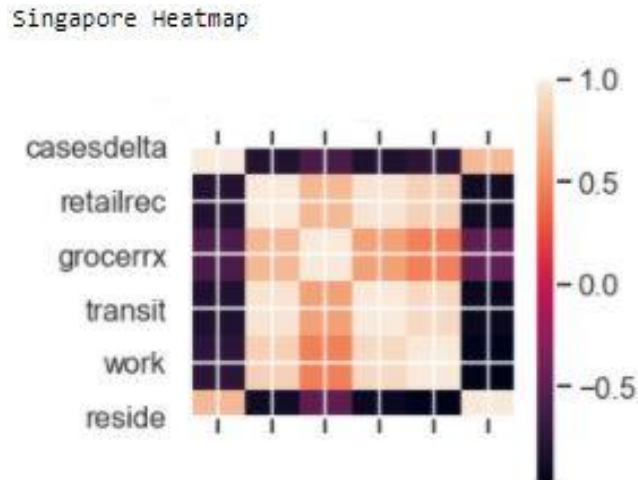 Singapore Heatmap
casesdelta
retailrec
grocerrx
transit
work
reside
1.0
0.5
0.0
−0.5